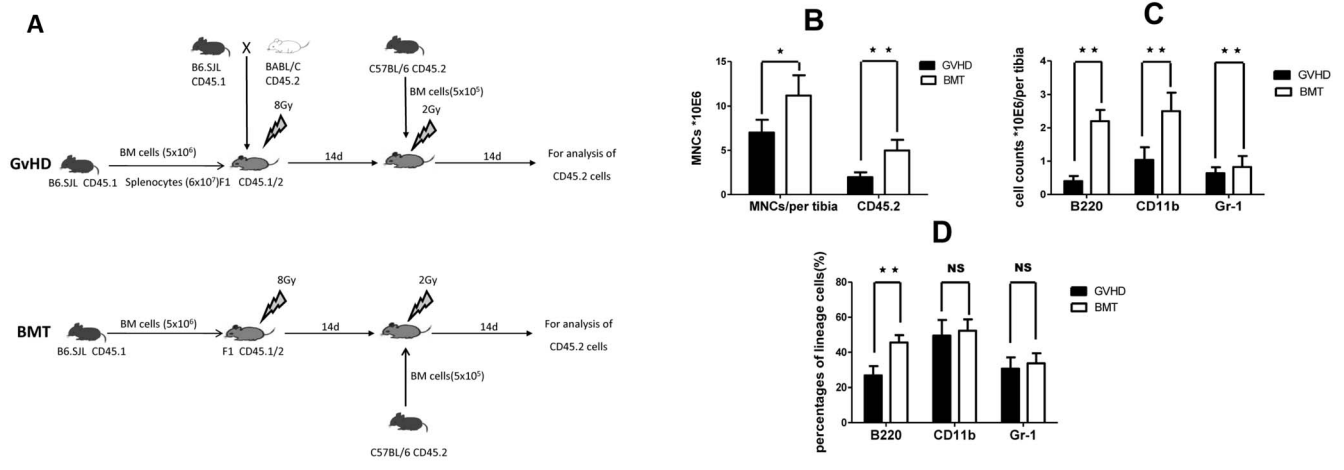 A
B6.SJL
CD45.1
X
BABL/C
CD45.2
C57BL/6 CD45.2
BM cells(5x10⁵)
8Gy
2Gy
GvHD
BM cells (5x10⁶)
14d
14d
For analysis of
CD45.2 cells
B6.SJL CD45.1
Splenocytes (6x10⁷)F1 CD45.1/2
8Gy
2Gy
BMT
BM cells (5x10⁶)
14d
14d
For analysis of
CD45.2 cells
B6.SJL CD45.1
F1 CD45.1/2
BM cells(5x10⁵)
C57BL/6 CD45.2
B
MNCs *10E6
15
10
5
0
★
★ ★
GVHD
BMT
MNCs/per tibia
CD45.2
C
cell counts *10E6/per tibia
4
3
2
1
0
★ ★
★ ★
★ ★
GVHD
BMT
B220
CD11b
Gr-1
D
percentages of lineage cells(%)
80
60
40
20
0
★ ★
NS
NS
GVHD
BMT
B220
CD11b
Gr-1